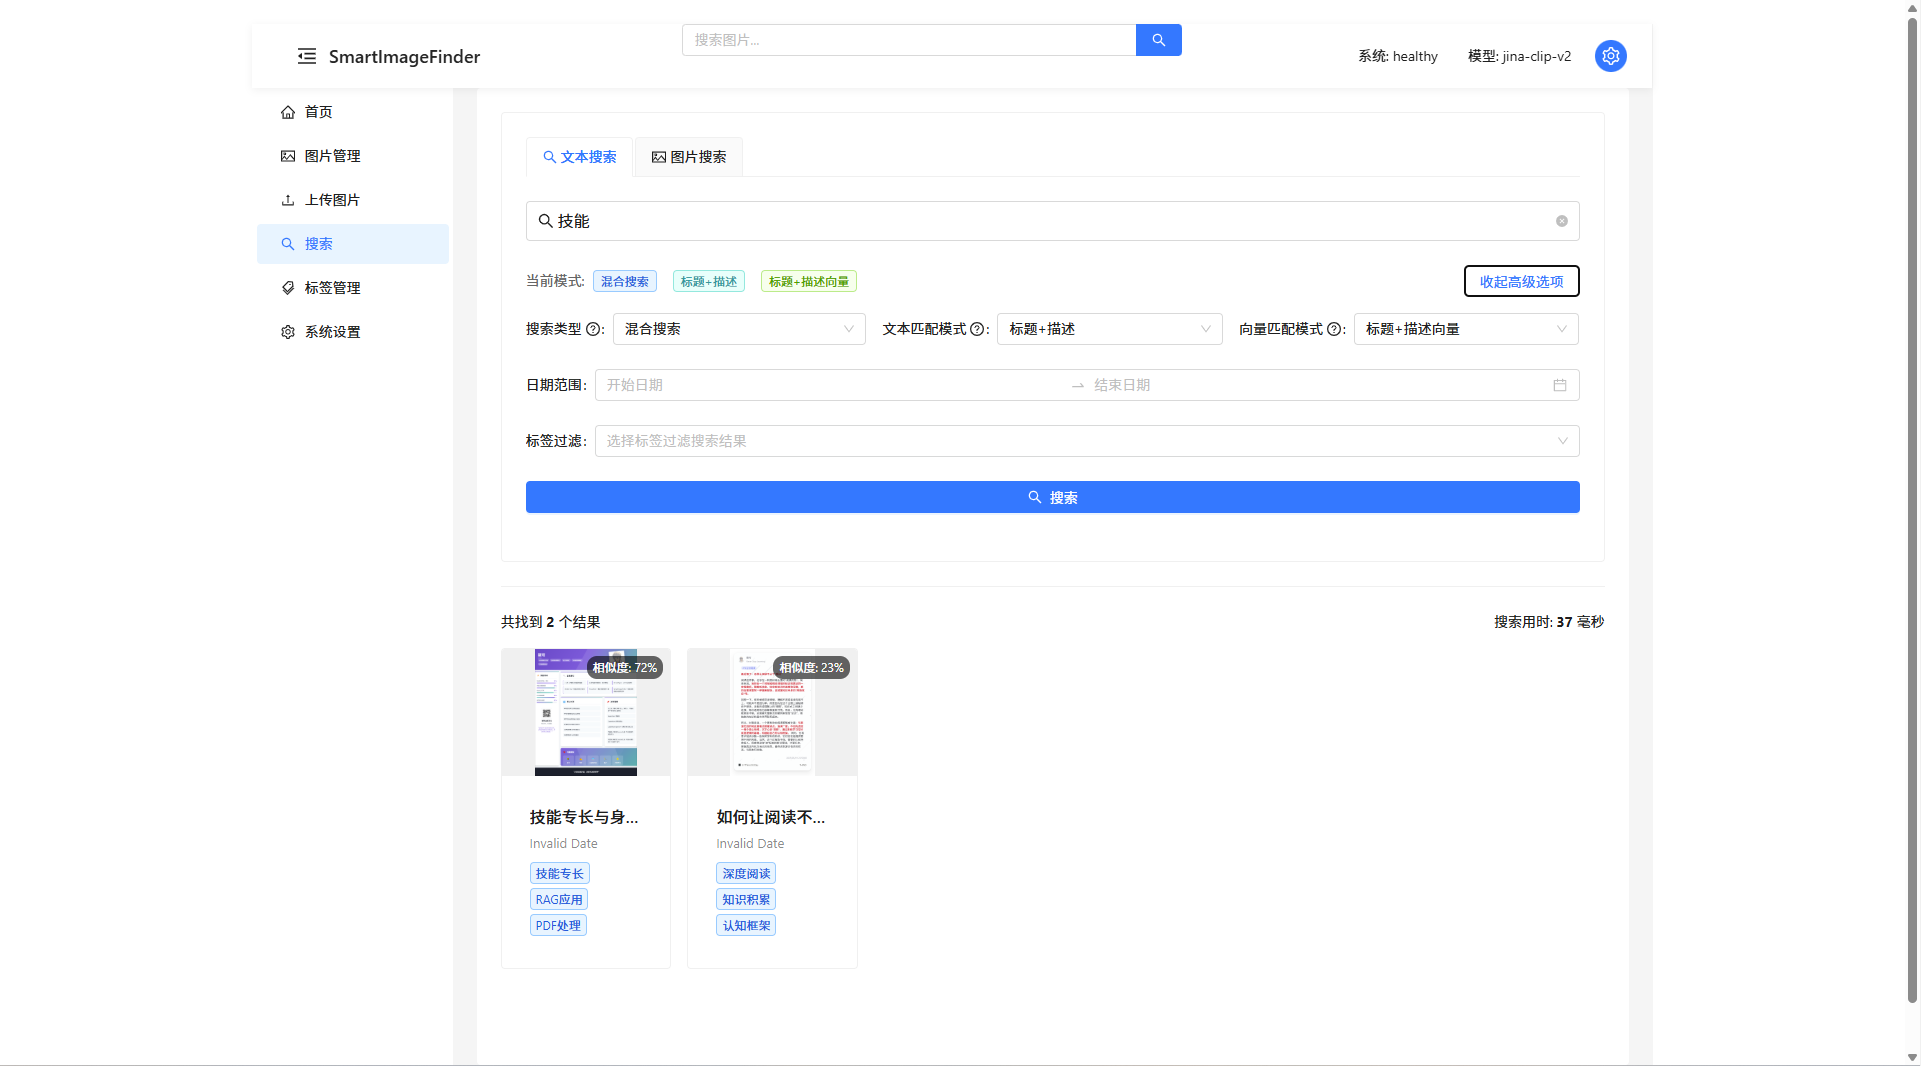 SmartImageFinder
搜索图片...
系统: healthy
模型: jina-clip-v2
首页
图片管理
上传图片
搜索
标签管理
系统设置
文本搜索
图片搜索
技能
当前模式: 混合搜索 标题+描述 标题+描述向量
收起高级选项
搜索类型 ?: 混合搜索
文本匹配模式 ?: 标题+描述
向量匹配模式 ?: 标题+描述向量
日期范围: 开始日期 → 结束日期
标签过滤: 选择标签过滤搜索结果
搜索
共找到 2 个结果
搜索用时: 37 毫秒
相似度: 72%
技能专长与身...
Invalid Date
技能专长
RAG应用
PDF处理
相似度: 23%
如何让阅读不...
Invalid Date
深度阅读
知识积累
认知框架